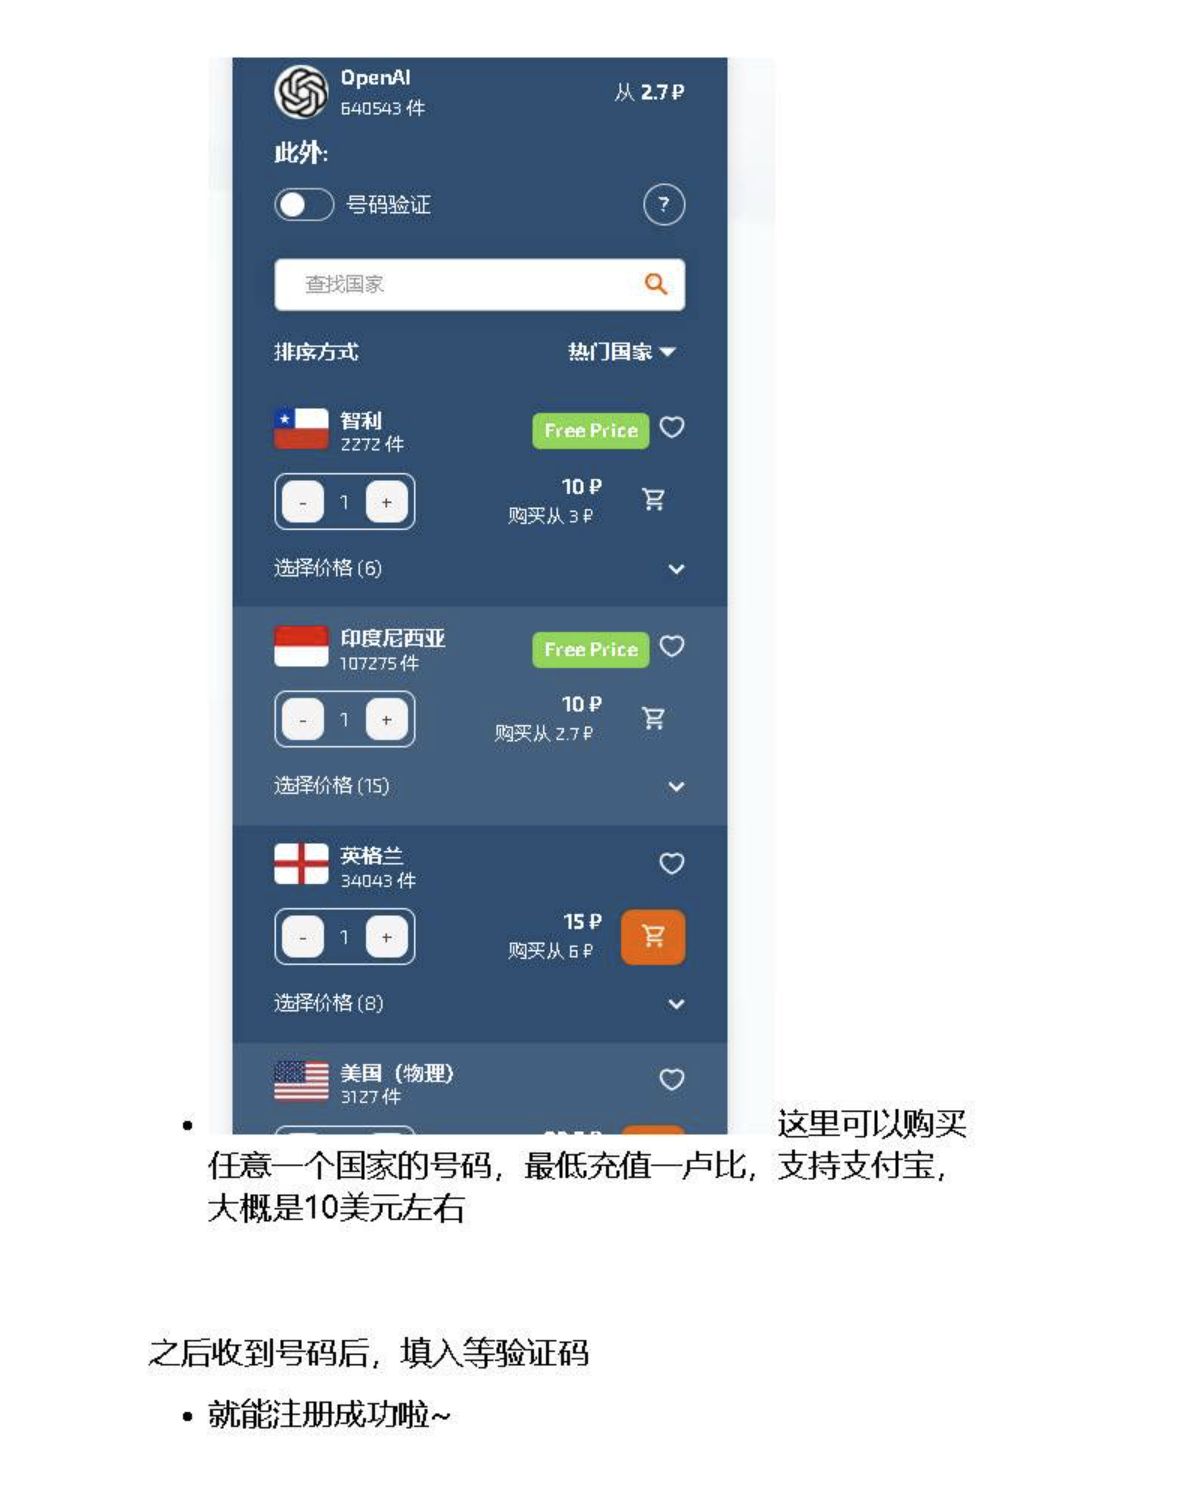 OpenAI
640543 件
从 2.7 ₽
此外:
号码验证
?
查找国家
排序方式
热门国家
智利
2272 件
Free Price
- 1 +
10 ₽
购买从 3 ₽
选择价格 (6)
印度尼西亚
107275 件
Free Price
- 1 +
10 ₽
购买从 2.7 ₽
选择价格 (15)
英格兰
34043 件
- 1 +
15 ₽
购买从 6 ₽
选择价格 (8)
美国（物理）
3127 件
• 这里可以购买
任意一个国家的号码，最低充值一卢比，支持支付宝，
大概是10美元左右
之后收到号码后，填入等验证码
• 就能注册成功啦~